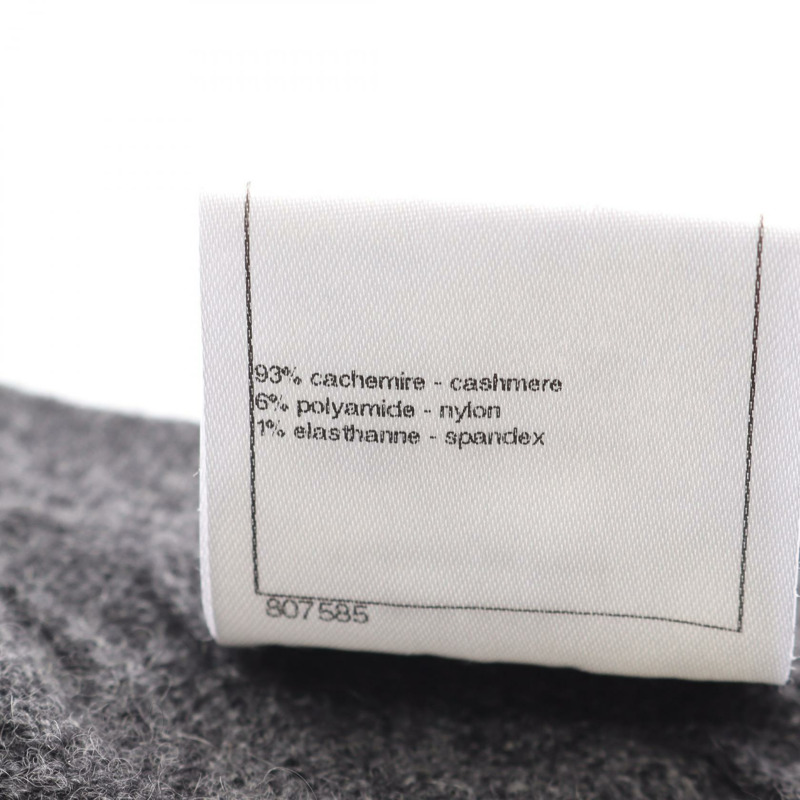 93% cachemire - cashmere
6% polyamide - nylon
1% elasthanne - spandex
807585